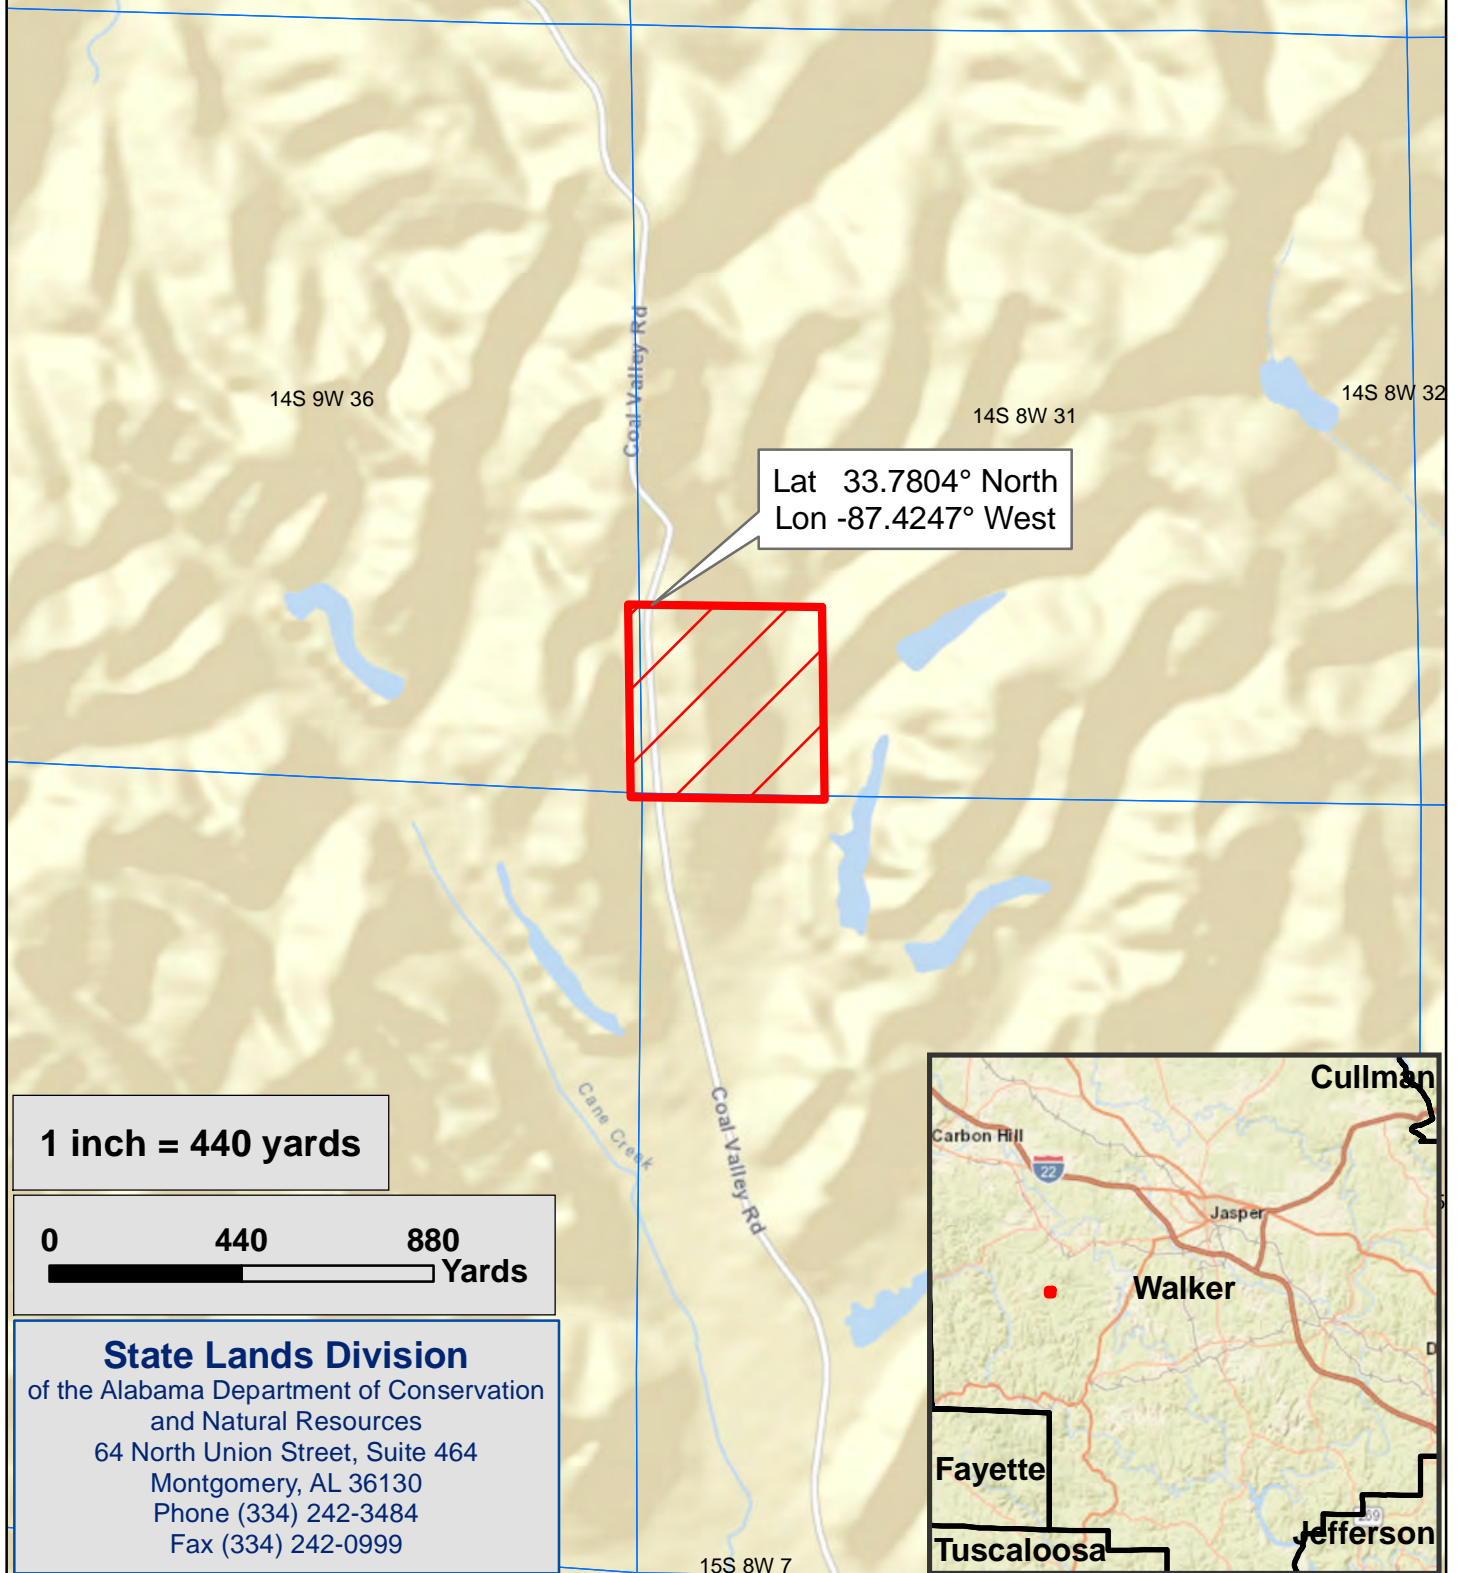 Coal Valley Rd
14S 9W 36
14S 8W 31
14S 8W 32
Lat 33.7804° North
Lon -87.4247° West
Cane Creek
Coal Valley Rd
1 inch = 440 yards
0 440 880
Yards
State Lands Division
of the Alabama Department of Conservation
and Natural Resources
64 North Union Street, Suite 464
Montgomery, AL 36130
Phone (334) 242-3484
Fax (334) 242-0999
15S 8W 7
Cullman
Carbon Hill
22
Jasper
Walker
D
Fayette
269
Jefferson
Tuscaloosa